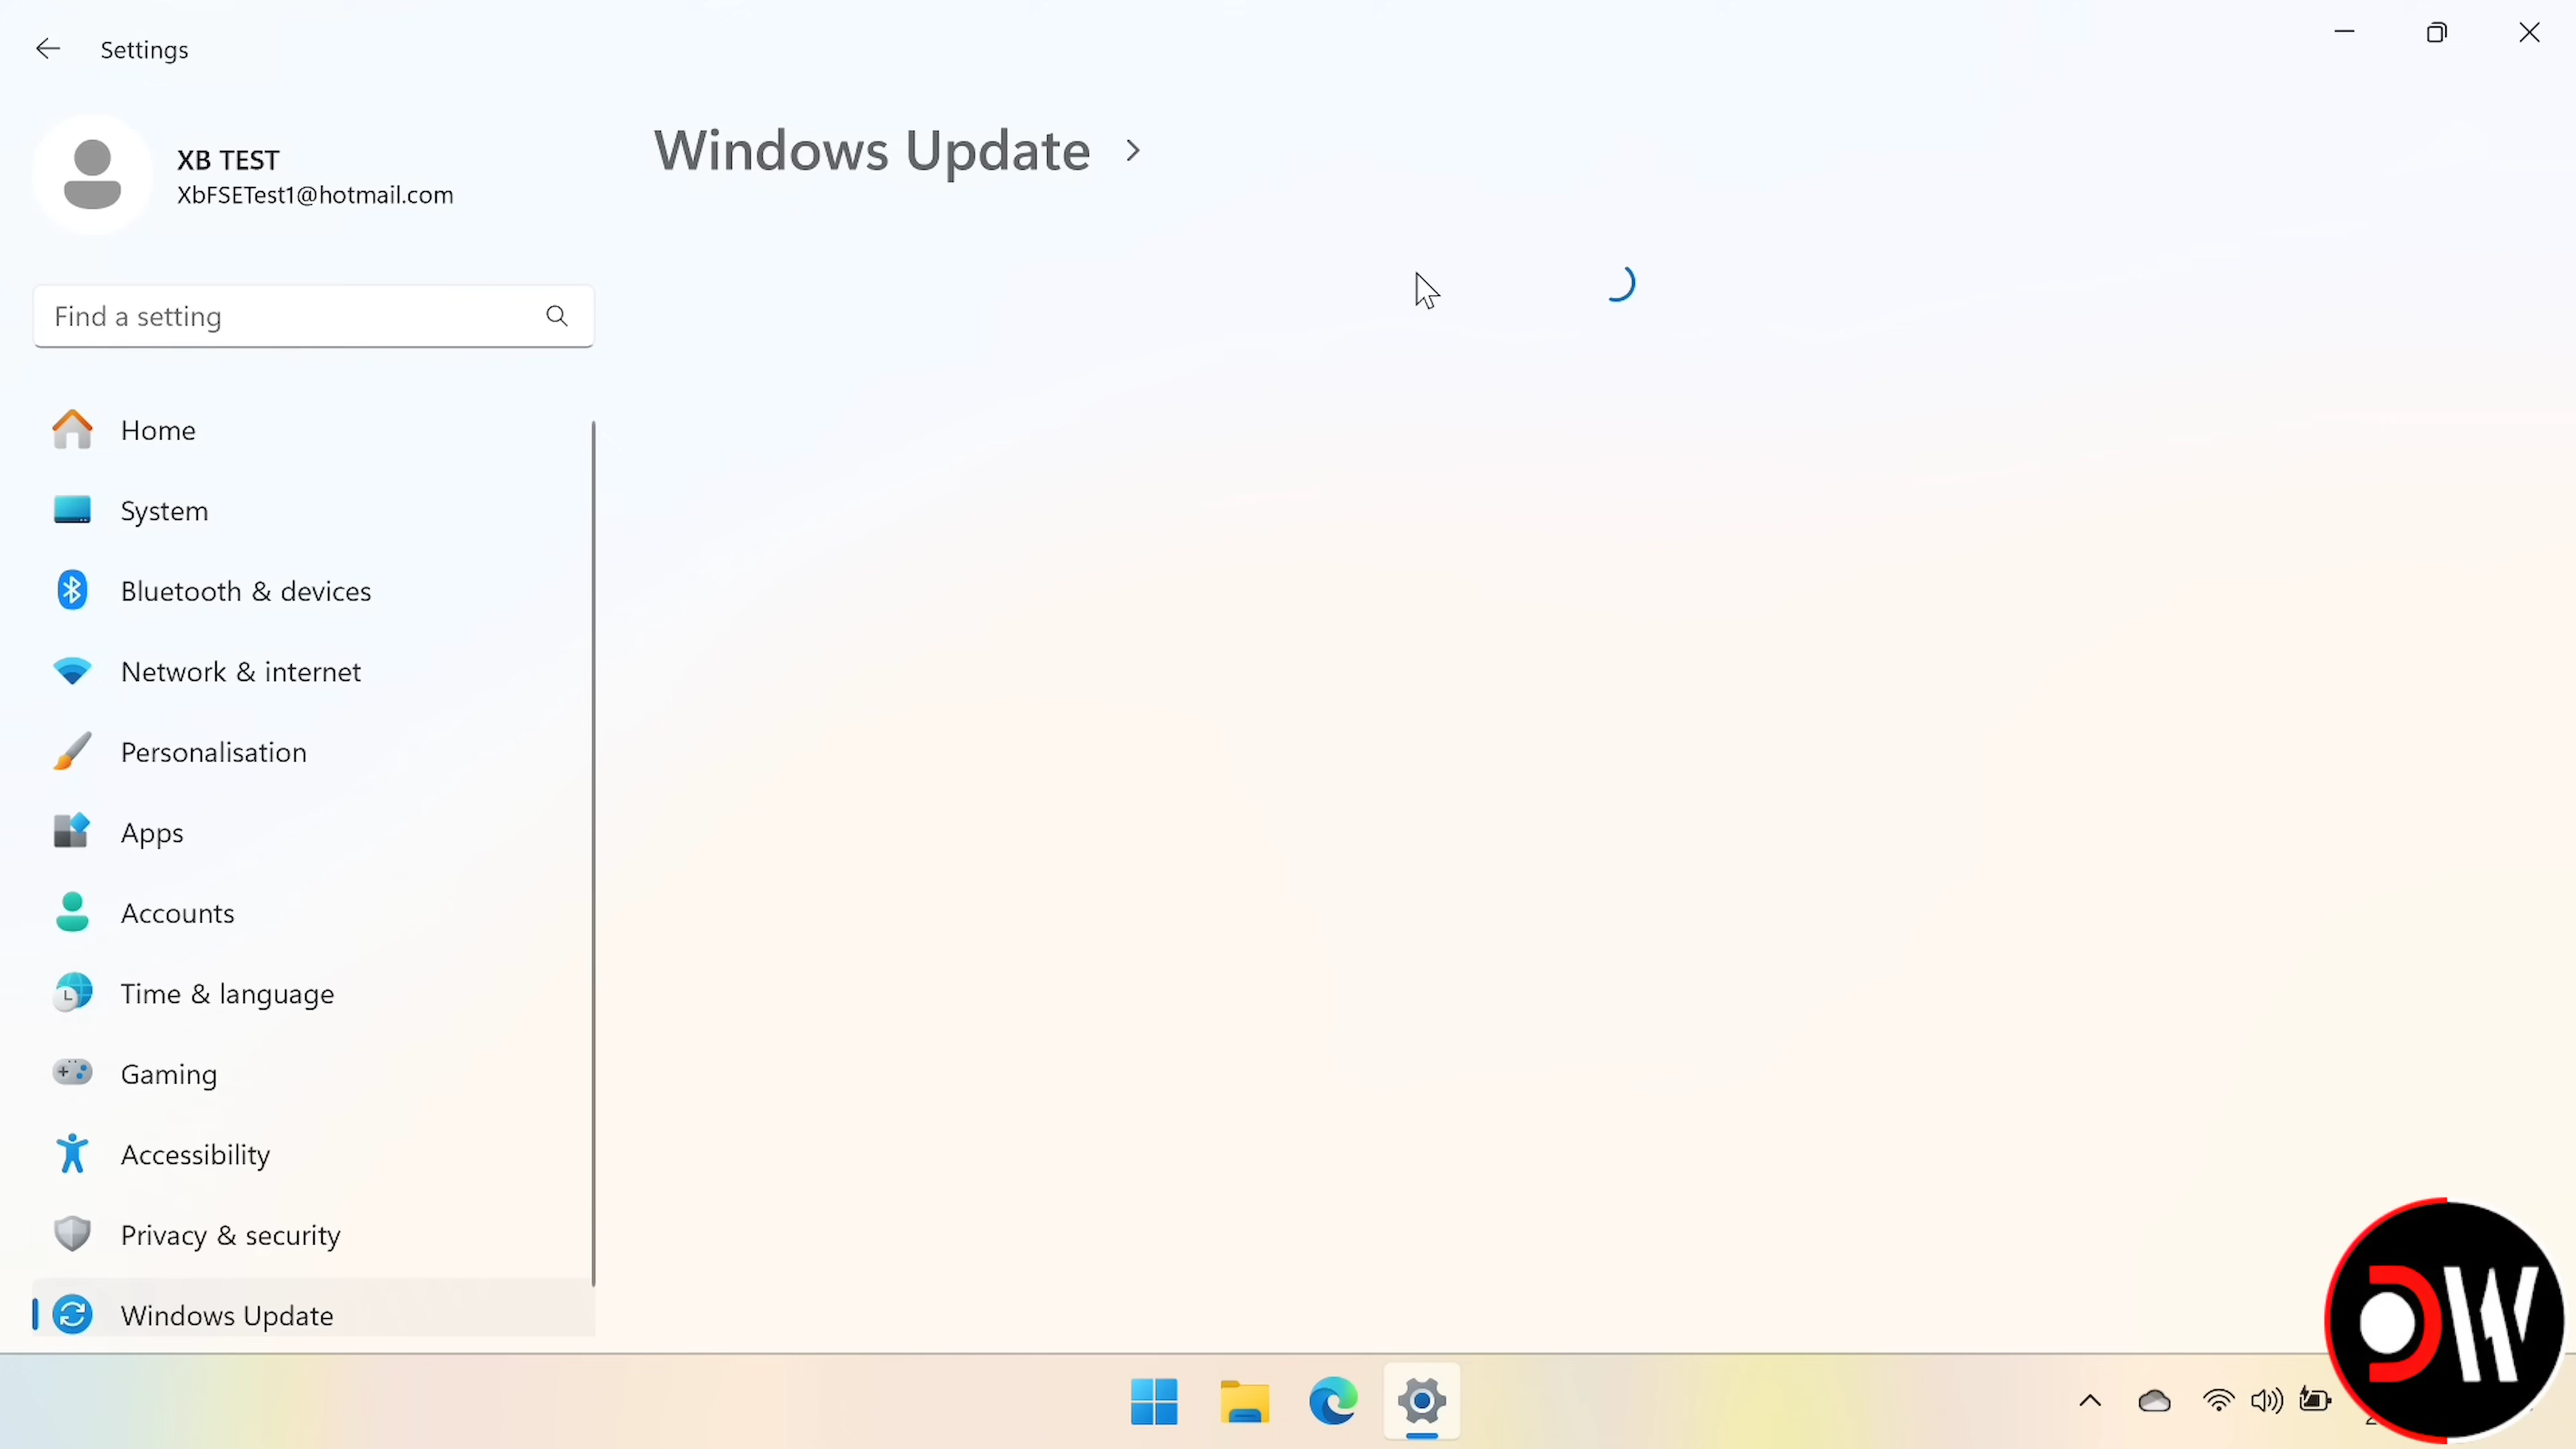 Settings
XB TEST
XbFSETest1@hotmail.com
Windows Update
Find a setting
Home
System
Bluetooth & devices
Network & internet
Personalisation
Apps
Accounts
Time & language
Gaming
Accessibility
Privacy & security
Windows Update
DW